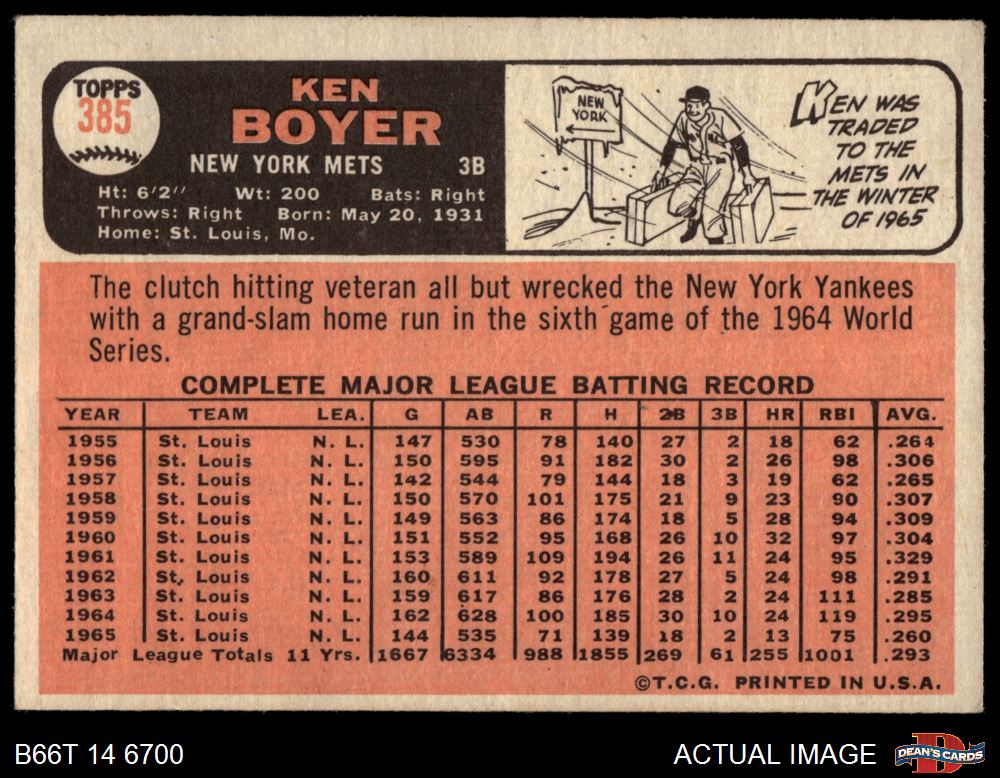 TOPPS
385
KEN
BOYER
NEW YORK METS 3B
Ht: 6'2" Wt: 200 Bats: Right
Throws: Right Born: May 20, 1931
Home: St. Louis, Mo.
NEW
YORK
KEN WAS
TRADED
TO THE
METS IN
THE WINTER
OF 1965
The clutch hitting veteran all but wrecked the New York Yankees
with a grand-slam home run in the sixth game of the 1964 World
Series.
COMPLETE MAJOR LEAGUE BATTING RECORD
YEAR TEAM LEA. G AB R H 2B 3B HR RBI AVG.
1955 St. Louis N. L. 147 530 78 140 27 2 18 62 .264
1956 St. Louis N. L. 150 595 91 182 30 2 26 98 .306
1957 St. Louis N. L. 142 544 79 144 18 3 19 62 .265
1958 St. Louis N. L. 150 570 101 175 21 9 23 90 .307
1959 St. Louis N. L. 149 563 86 174 18 5 28 94 .309
1960 St. Louis N. L. 151 552 95 168 26 10 32 97 .304
1961 St. Louis N. L. 153 589 109 194 26 11 24 95 .329
1962 St. Louis N. L. 160 611 92 178 27 5 24 98 .291
1963 St. Louis N. L. 159 617 86 176 28 2 24 111 .285
1964 St. Louis N. L. 162 628 100 185 30 10 24 119 .295
1965 St. Louis N. L. 144 535 71 139 18 2 13 75 .260
Major League Totals 11 Yrs. 1667 6334 988 1855 269 61 255 1001 .293
©T.C.G. PRINTED IN U.S.A.
B66T 14 6700 ACTUAL IMAGE DEAN'S CARDS